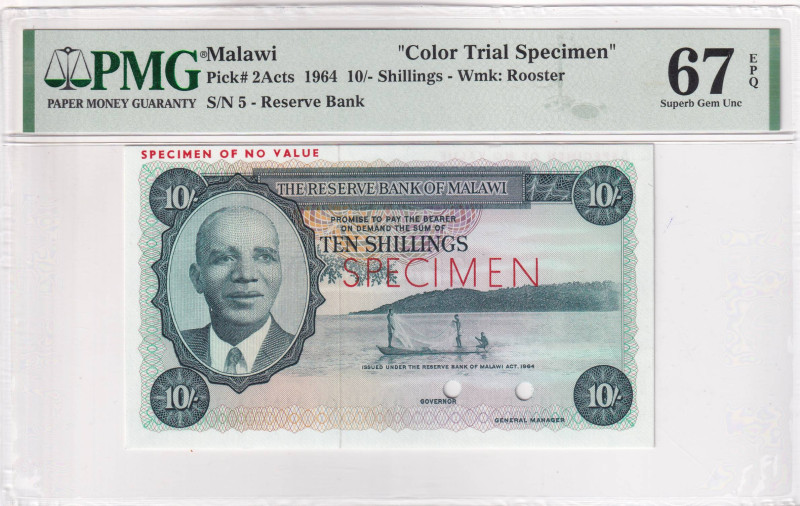 PMG®
PAPER MONEY GUARANTY
Malawi "Color Trial Specimen"
Pick# 2Acts 1964 10/- Shillings - Wmk: Rooster
S/N 5 - Reserve Bank
67 EPQ
Superb Gem Unc
SPECIMEN OF NO VALUE
10/- THE RESERVE BANK OF MALAWI 10/-
PROMISE TO PAY THE BEARER
ON DEMAND THE SUM OF
TEN SHILLINGS
SPECIMEN
ISSUED UNDER THE RESERVE BANK OF MALAWI ACT. 1964
10/- 10/-
GOVERNOR
GENERAL MANAGER